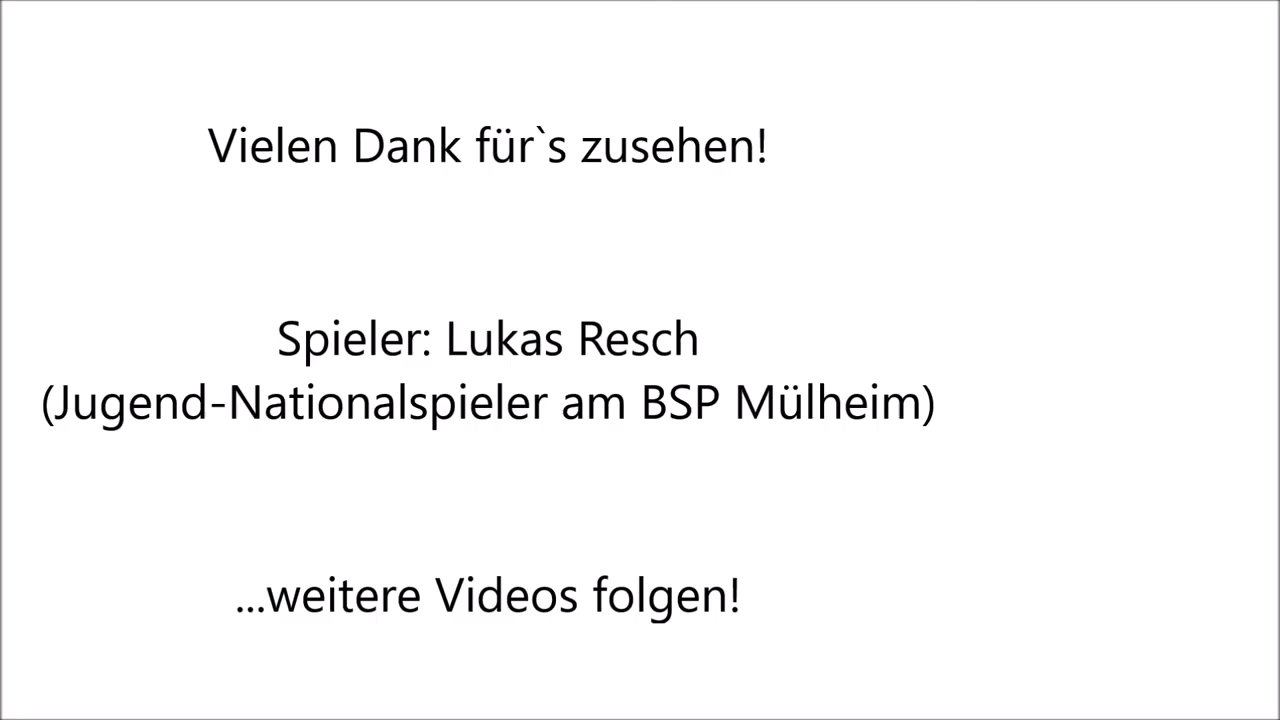 Vielen Dank für`s zusehen!
Spieler: Lukas Resch
(Jugend-Nationalspieler am BSP Mülheim)
...weitere Videos folgen!